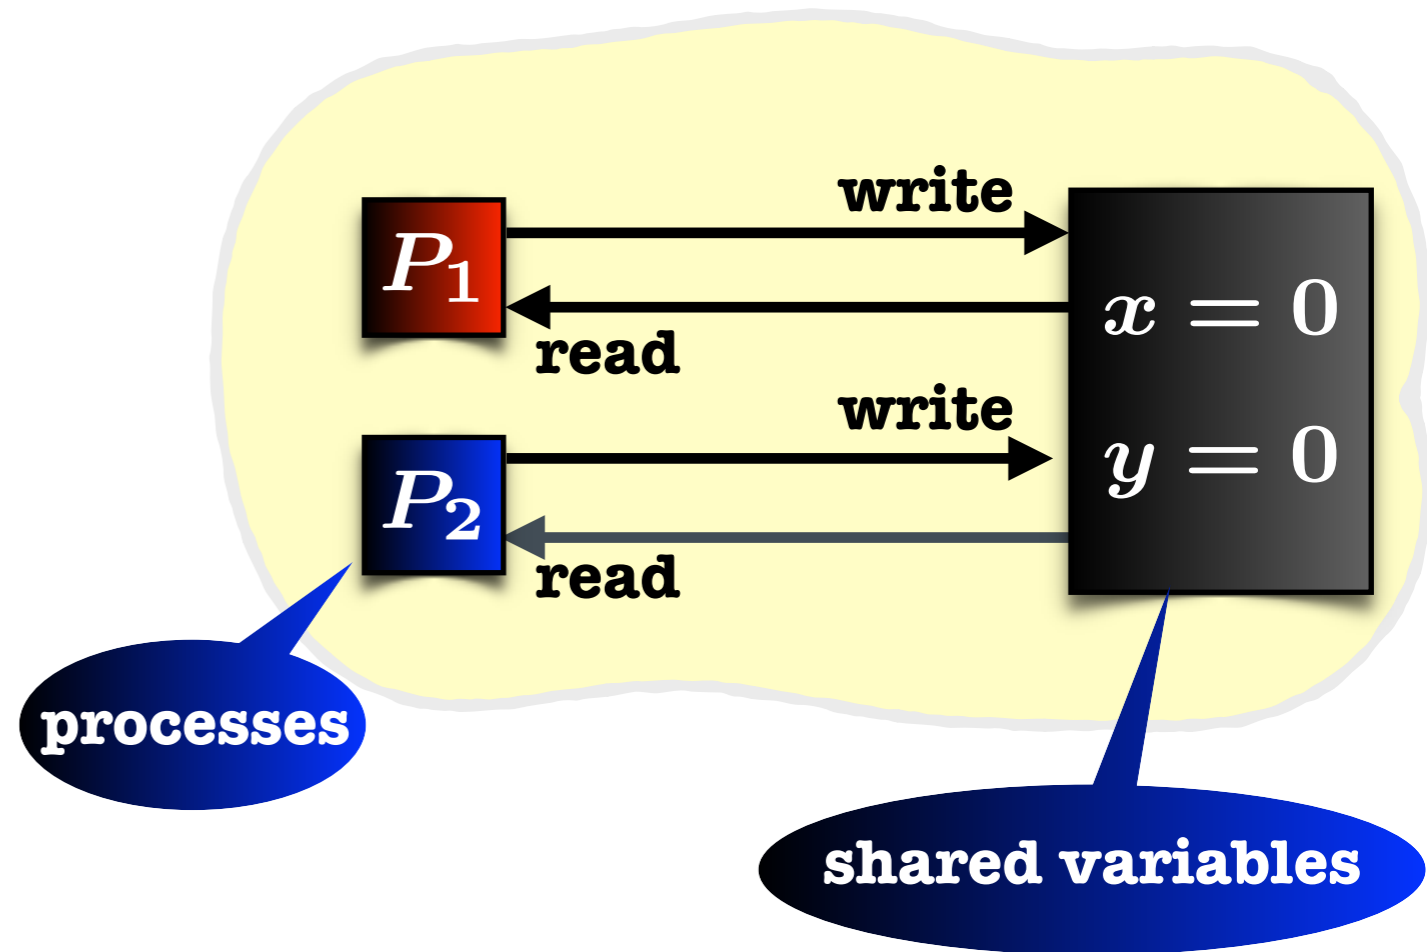 write
P₁
x = 0
read
write
y = 0
P₂
read
processes
shared variables